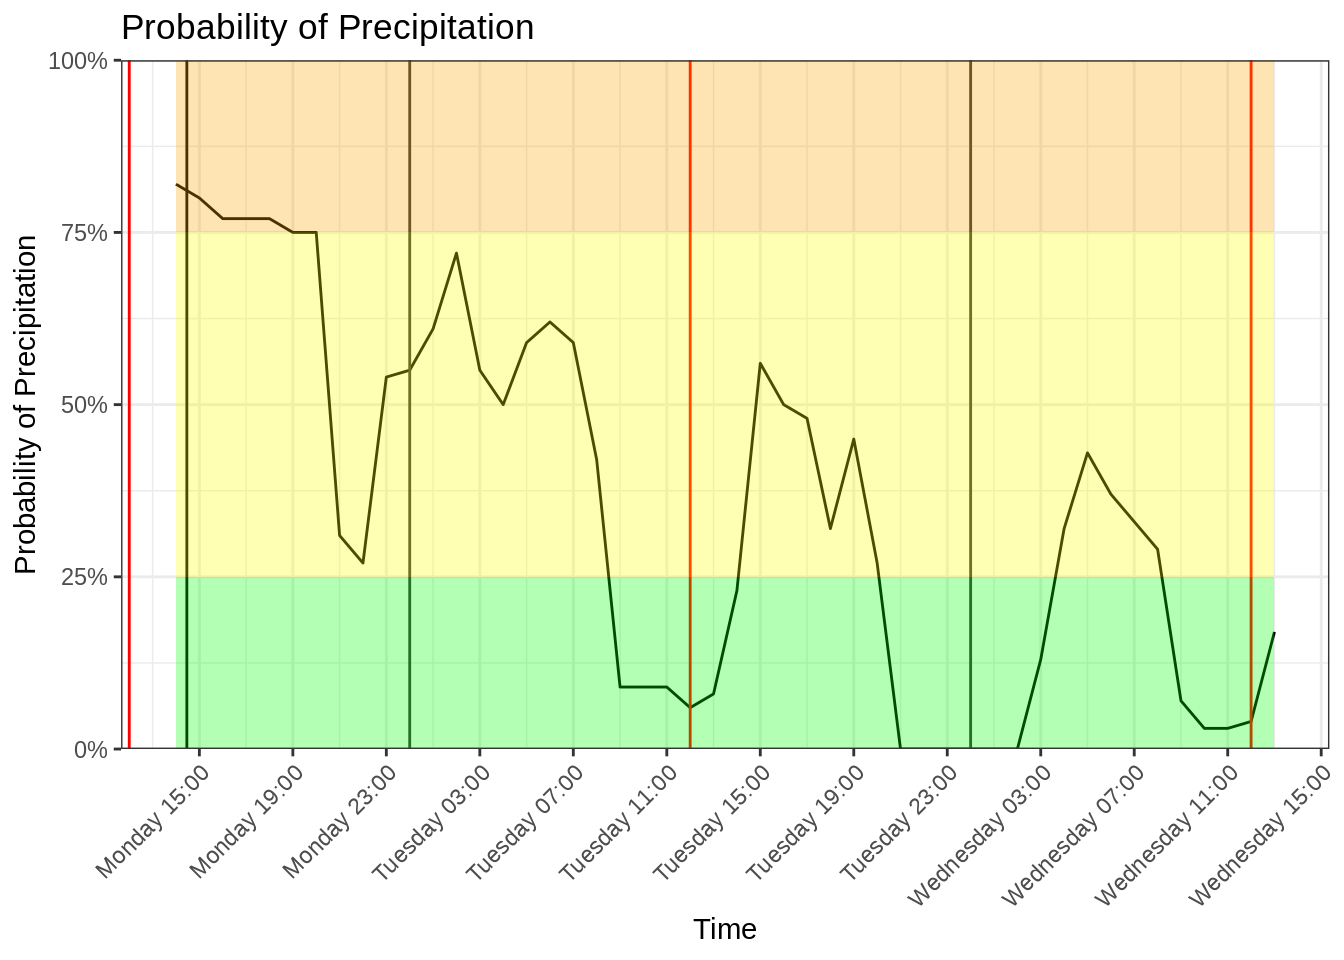 Probability of Precipitation
Probability of Precipitation
100%
75%
50%
25%
0%
Monday 15:00
Monday 19:00
Monday 23:00
Tuesday 03:00
Tuesday 07:00
Tuesday 11:00
Tuesday 15:00
Tuesday 19:00
Tuesday 23:00
Wednesday 03:00
Wednesday 07:00
Wednesday 11:00
Wednesday 15:00
Time